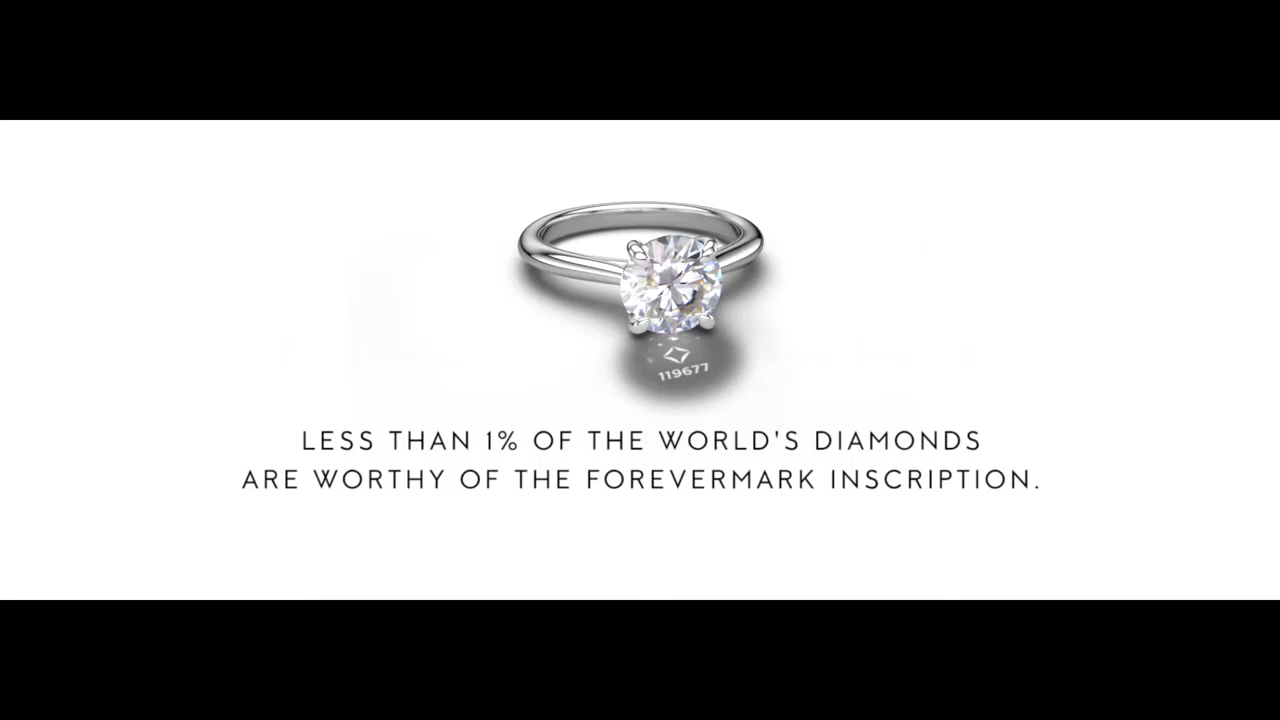 119677
LESS THAN 1% OF THE WORLD'S DIAMONDS
ARE WORTHY OF THE FOREVERMARK INSCRIPTION.